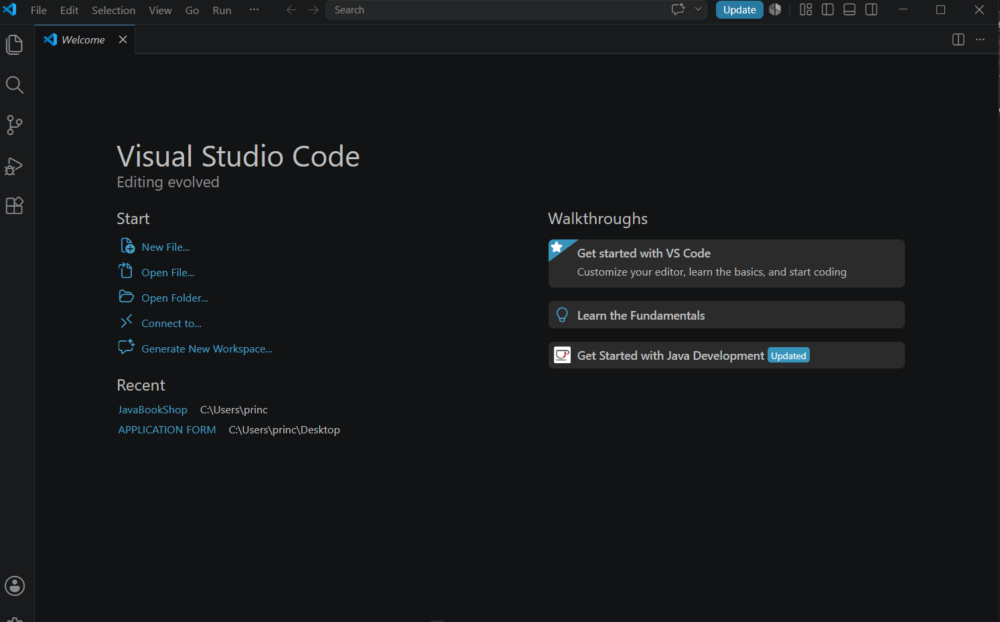 File Edit Selection View Go Run ··· Search Update
Welcome
Visual Studio Code
Editing evolved
Start
New File...
Open File...
Open Folder...
Connect to...
Generate New Workspace...
Recent
JavaBookShop C:\Users\princ
APPLICATION FORM C:\Users\princ\Desktop
Walkthroughs
Get started with VS Code
Customize your editor, learn the basics, and start coding
Learn the Fundamentals
Get Started with Java Development Updated